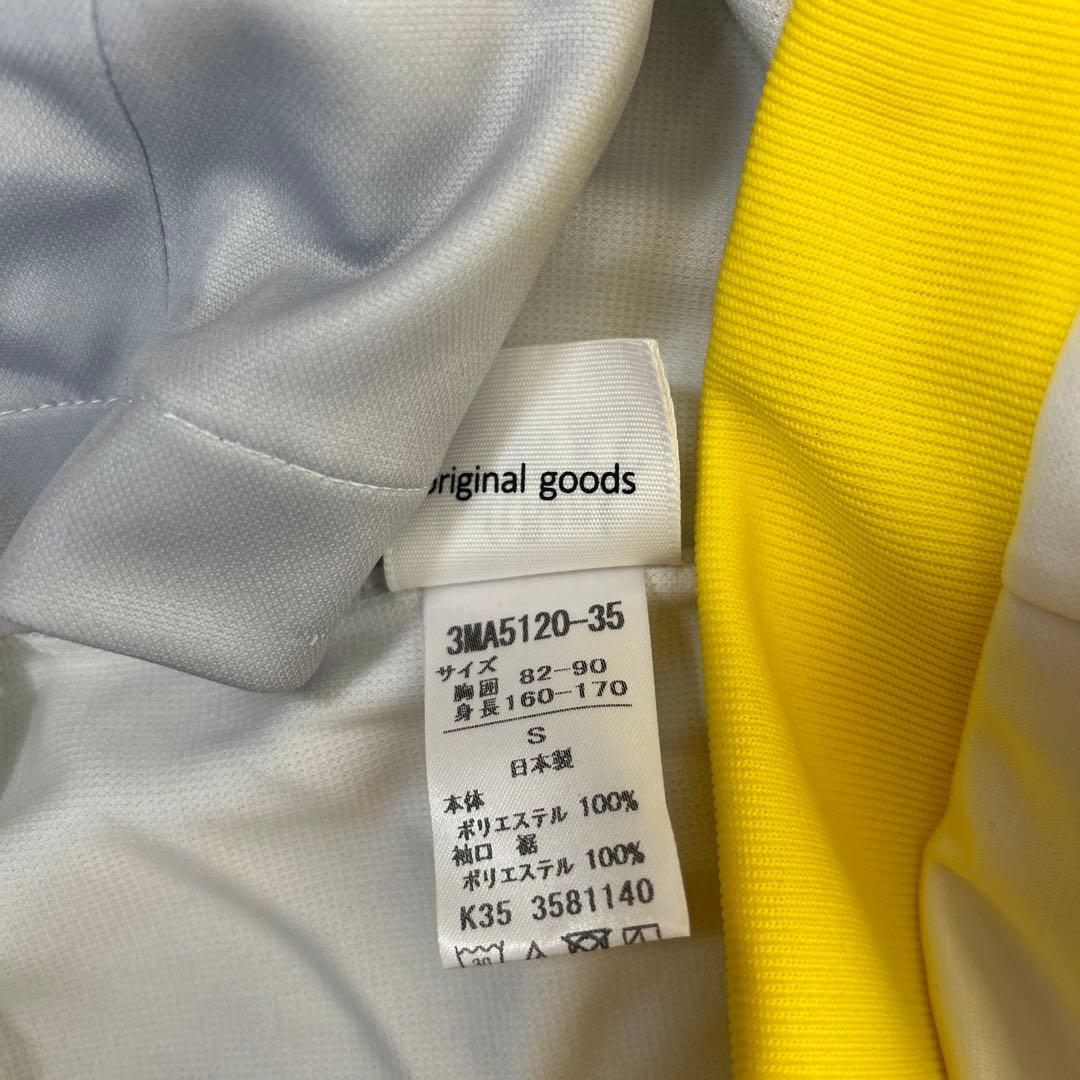 original goods
3MA5120-35
サイズ
胸囲 82-90
身長 160-170
S
日本製
本体
ポリエステル 100%
袖口 裾
ポリエステル 100%
K35 3581140
30